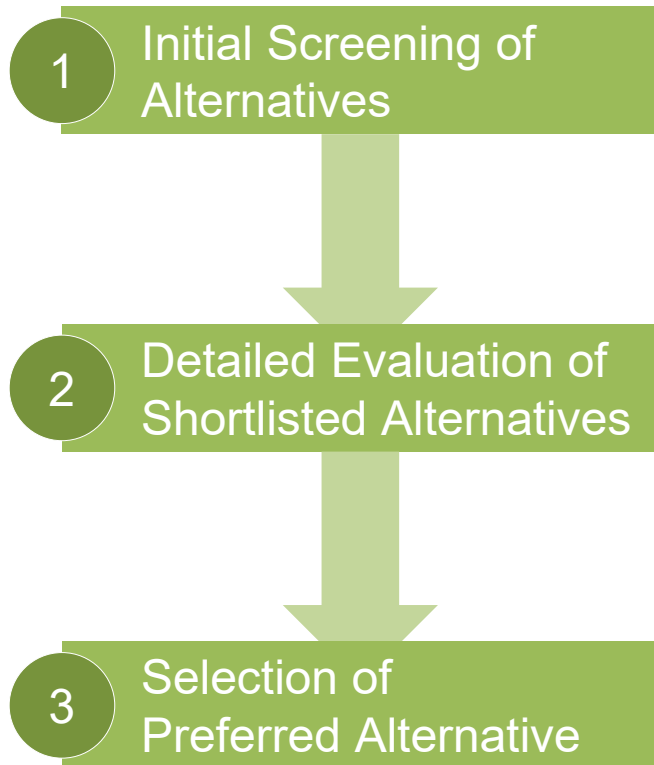 1
Initial Screening of
Alternatives
2
Detailed Evaluation of
Shortlisted Alternatives
3
Selection of
Preferred Alternative